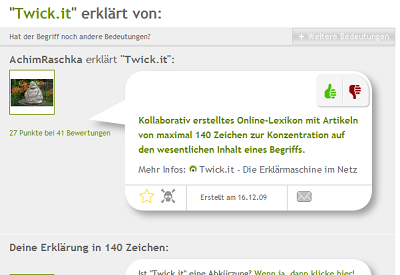 "Twick.it" erklärt von:
Hat der Begriff noch andere Bedeutungen?
+ Weitere Bedeutungen
AchimRaschka erklärt "Twick.it":
27 Punkte bei 41 Bewertungen
Kollaborativ erstelltes Online-Lexikon mit Artikeln
von maximal 140 Zeichen zur Konzentration auf
den wesentlichen Inhalt eines Begriffs.
Mehr Infos: Twick.it - Die Erklärmaschine im Netz
Erstellt am 16.12.09
Deine Erklärung in 140 Zeichen:
Ist "Twick.it" eine Abkürzung? Wenn ja, dann klicke hier!